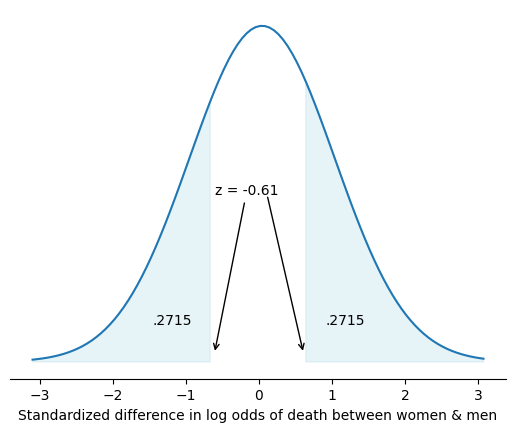 z = -0.61
.2715 .2715
−3 −2 −1 0 1 2 3
Standardized difference in log odds of death between women & men